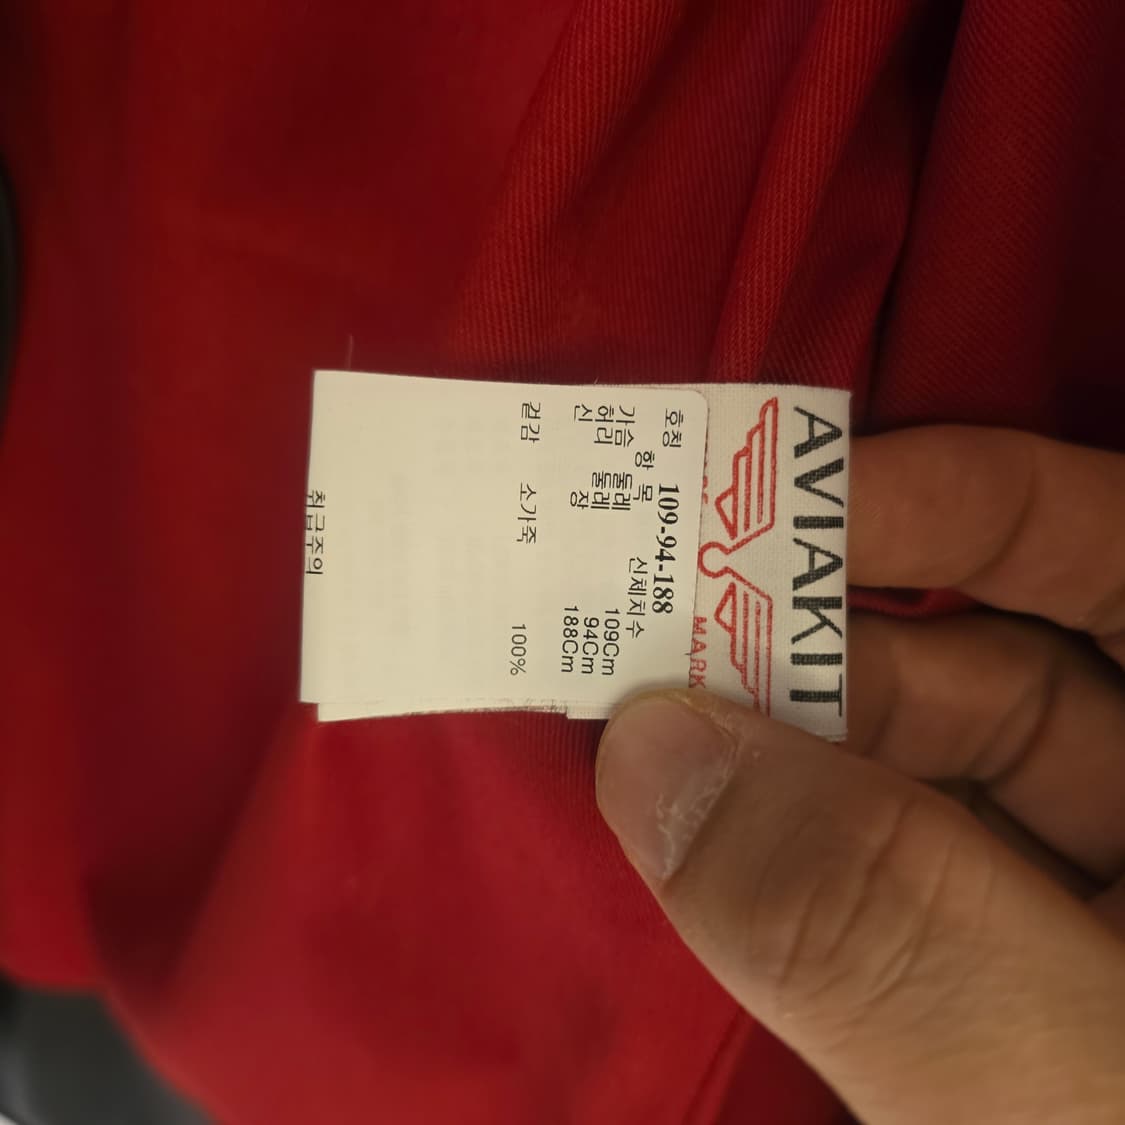 AVIAKIT
MARK
호칭 109-94-188
항 목 신체치수
가슴 둘레 109Cm
허리 둘레 94Cm
신 장 188Cm
겉감 소가죽 100%
취급주의